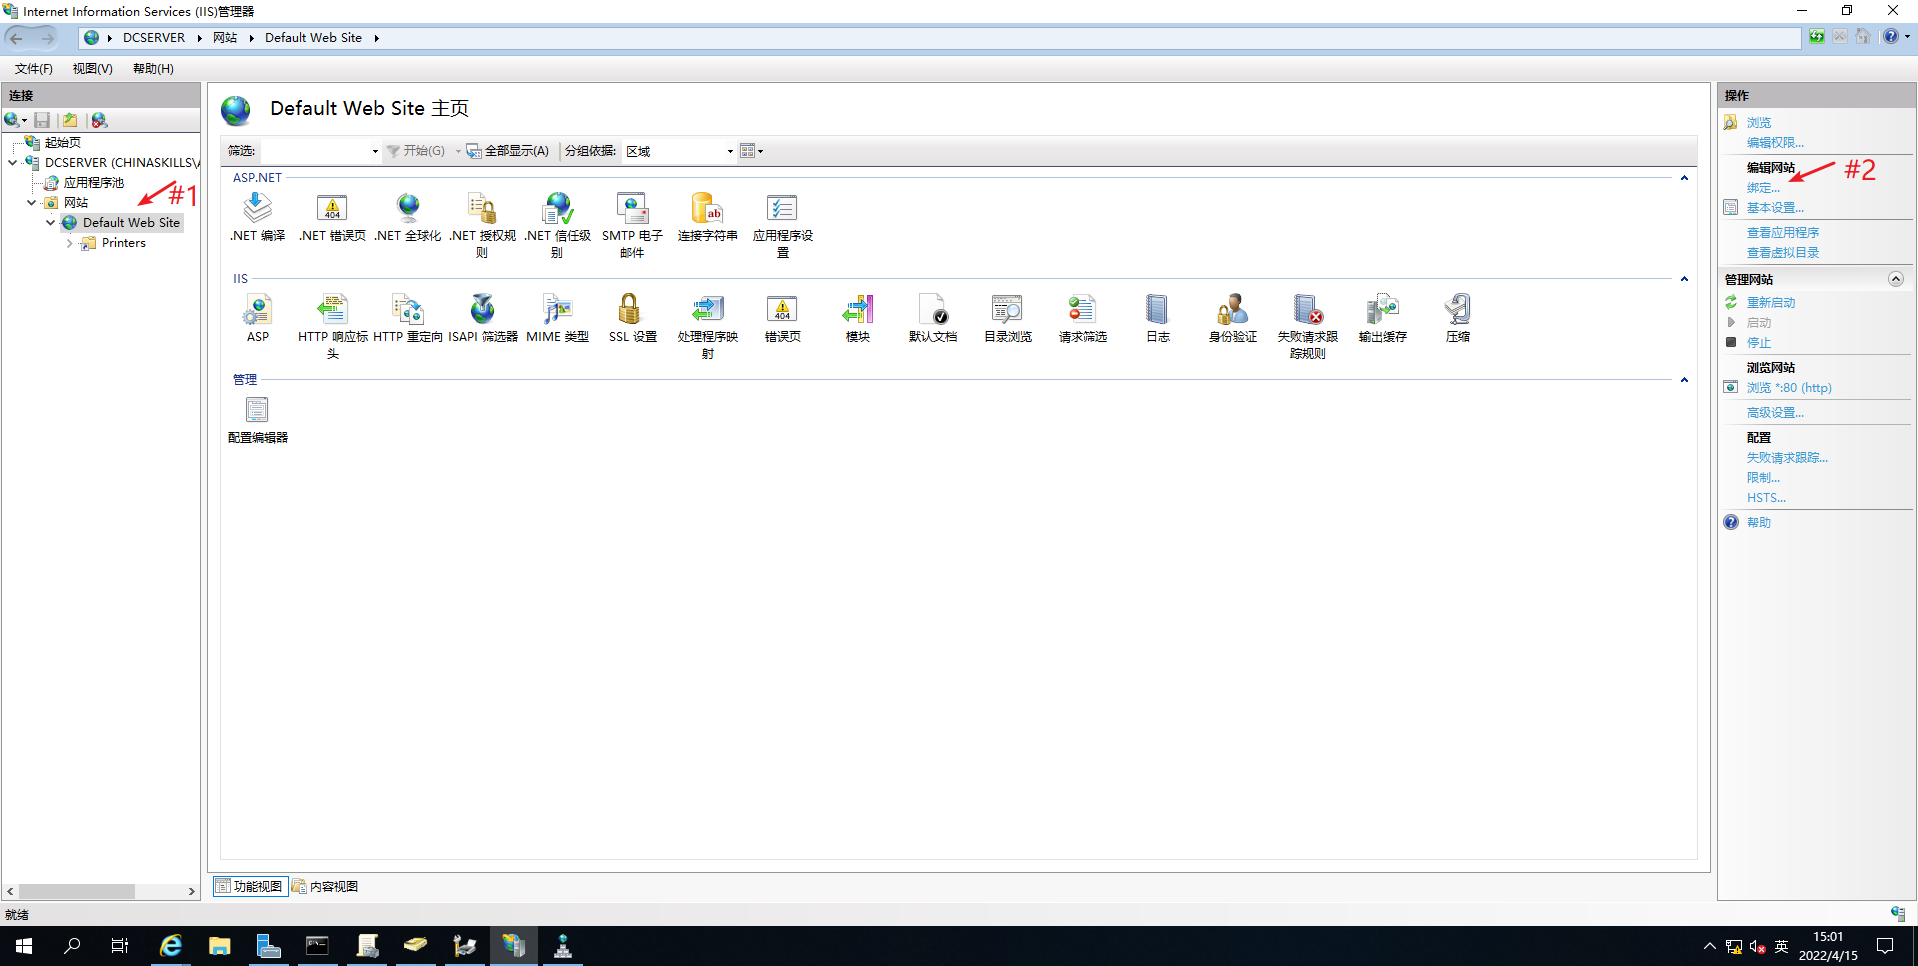 Internet Information Services (IIS)管理器
DCSERVER
网站
Default Web Site
文件(F)
视图(V)
帮助(H)
连接
起始页
DCSERVER (CHINASKILLS\A
应用程序池
网站
Default Web Site
Printers
#1
Default Web Site 主页
筛选:
开始(G)
全部显示(A)
分组依据:
区域
ASP.NET
.NET 编译
.NET 错误页
.NET 全球化
.NET 授权规则
.NET 信任级别
SMTP 电子邮件
连接字符串
应用程序设置
IIS
ASP
HTTP 响应标头
HTTP 重定向
ISAPI 筛选器
MIME 类型
SSL 设置
处理程序映射
错误页
模块
默认文档
目录浏览
请求筛选
日志
身份验证
失败请求跟踪规则
输出缓存
压缩
管理
配置编辑器
功能视图
内容视图
操作
浏览
编辑权限...
编辑网站
#2
绑定...
基本设置...
查看应用程序
查看虚拟目录
管理网站
重新启动
启动
停止
浏览网站
浏览 *:80 (http)
高级设置...
配置
失败请求跟踪...
限制...
HSTS...
帮助
就绪
英
15:01
2022/4/15